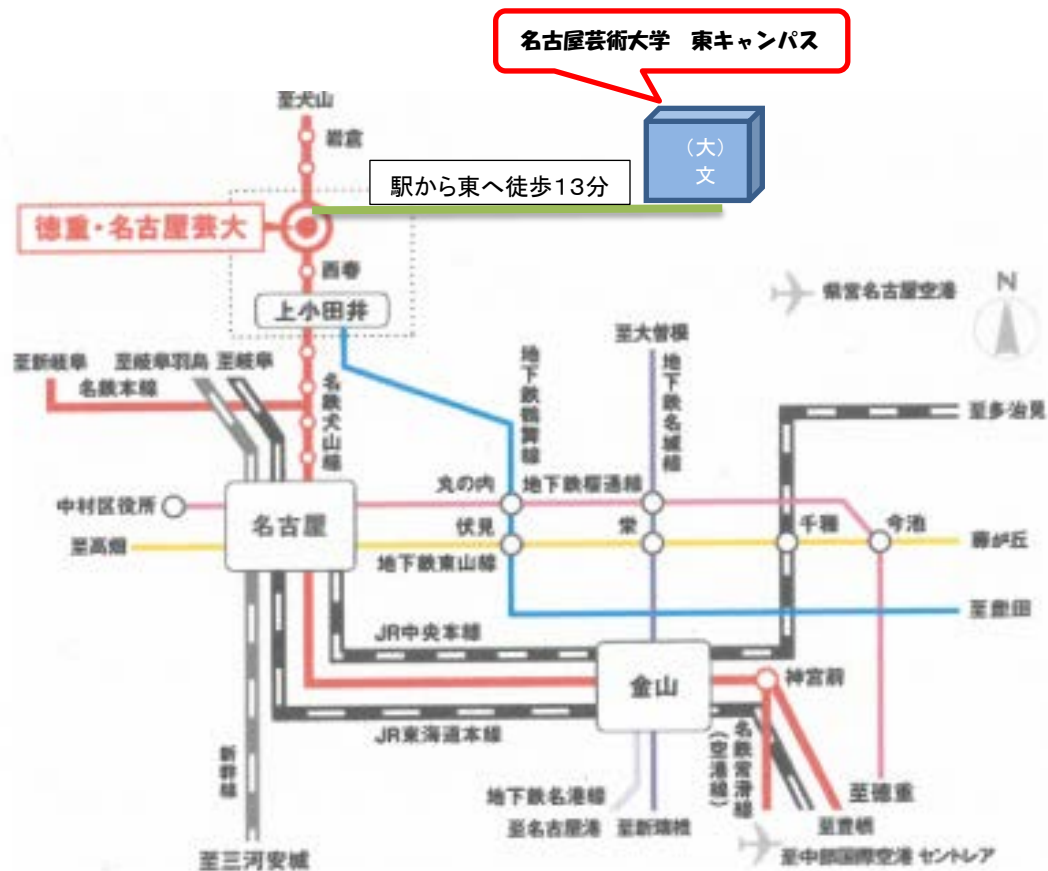 名古屋芸術大学　東キャンパス
至犬山
岩倉
(大)
文
駅から東へ徒歩13分
徳重・名古屋芸大
西春
上小田井
県営名古屋空港
N
至大曽根
至新岐阜
至岐阜羽島
至岐阜
名鉄本線
名鉄犬山線
地下鉄鶴舞線
地下鉄名城線
至多治見
丸の内
地下鉄桜通線
中村区役所
名古屋
伏見
栄
千種
今池
至高畑
藤が丘
地下鉄東山線
至豊田
JR中央本線
金山
神宮前
JR東海道本線
新幹線
名鉄常滑線
(空港線)
地下鉄名港線
至徳重
至名古屋港
至新瑞橋
至豊橋
至三河安城
至中部国際空港 セントレア